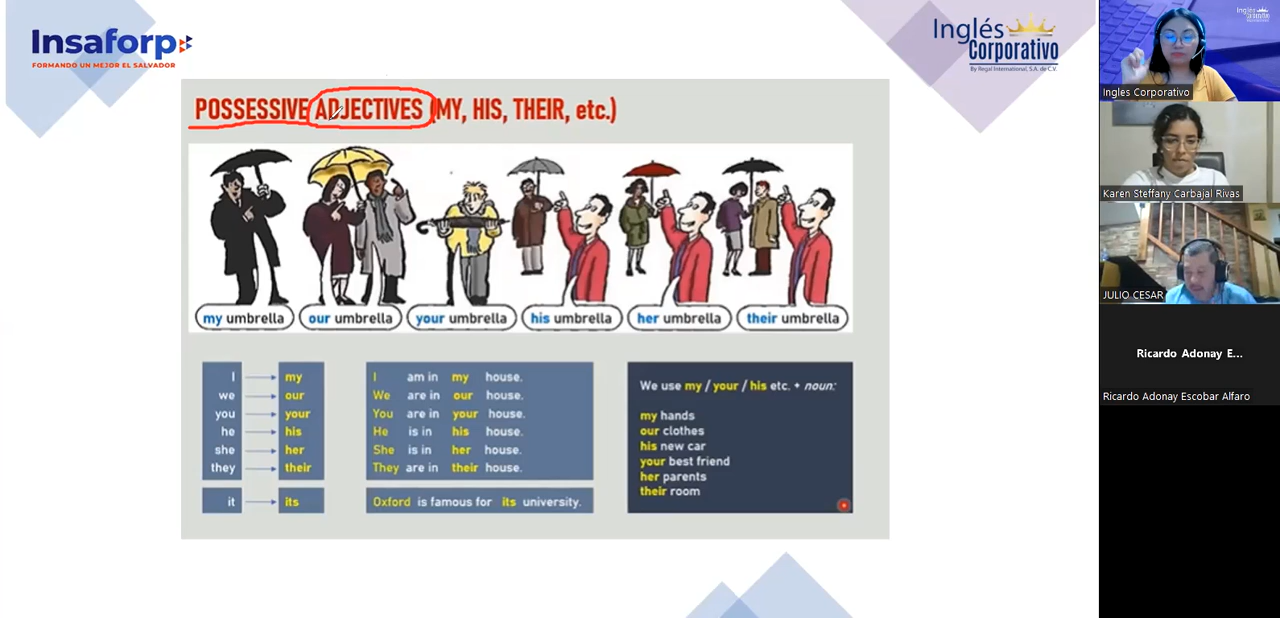 Insaforp
FORMANDO UN MEJOR EL SALVADOR
Inglés
Corporativo
By Regal International, S.A. de C.V.
POSSESSIVE ADJECTIVES (MY, HIS, THEIR, etc.)
my umbrella
our umbrella
your umbrella
his umbrella
her umbrella
their umbrella
I my
we our
you your
he his
she her
they their
it its
I am in my house.
We are in our house.
You are in your house.
He is in his house.
She is in her house.
They are in their house.
Oxford is famous for its university.
We use my / your / his etc. + noun:
my hands
our clothes
his new car
your best friend
her parents
their room
Ingles Corporativo
Karen Steffany Carbajal Rivas
JULIO CESAR
Ricardo Adonay E...
Ricardo Adonay Escobar Alfaro